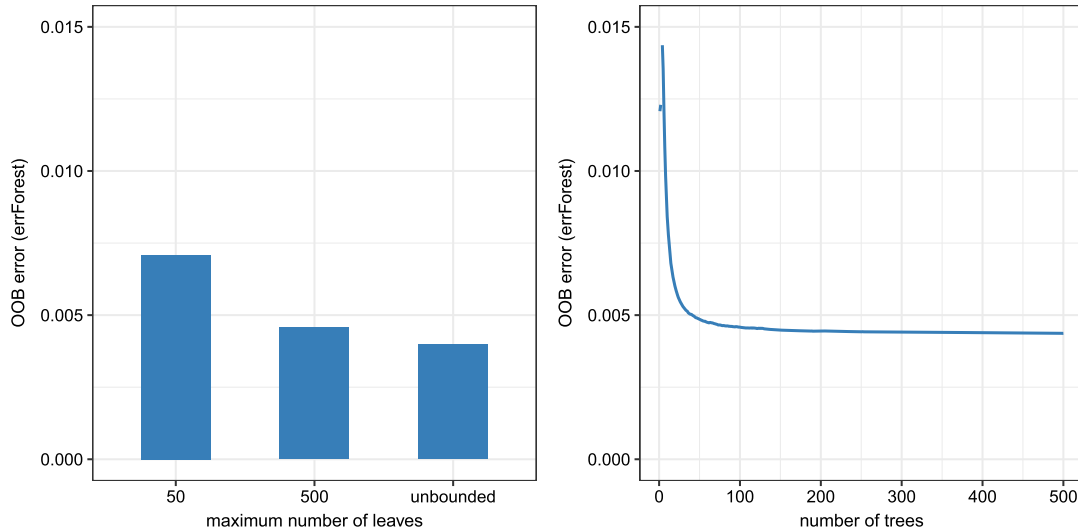 OOB error (errForest)
0.015
0.010
0.005
0.000
50 500 unbounded
maximum number of leaves
OOB error (errForest)
0.015
0.010
0.005
0.000
0 100 200 300 400 500
number of trees